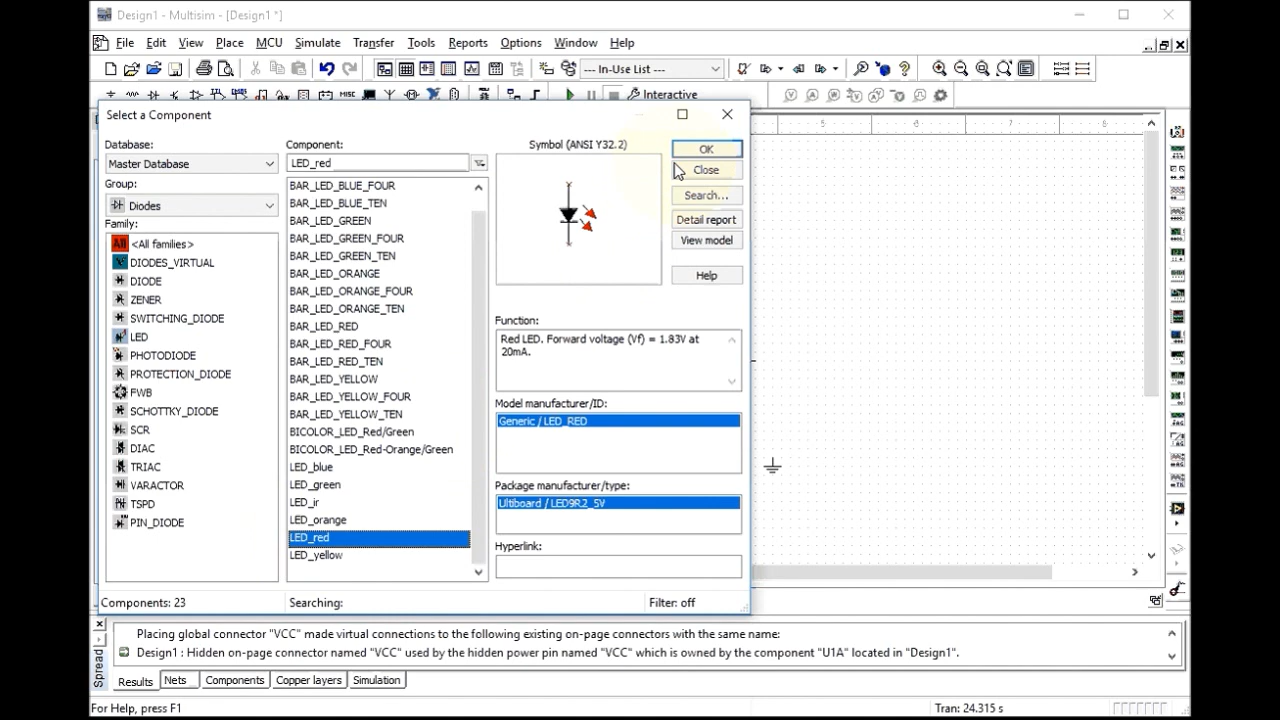 Design1 - Multisim - [Design1 *]
File Edit View Place MCU Simulate Transfer Tools Reports Options Window Help
--- In-Use List ---
Interactive
Select a Component
Database:
Master Database
Group:
Diodes
Family:
All <All families>
DIODES_VIRTUAL
DIODE
ZENER
SWITCHING_DIODE
LED
PHOTODIODE
PROTECTION_DIODE
FWB
SCHOTTKY_DIODE
SCR
DIAC
TRIAC
VARACTOR
TSPD
PIN_DIODE
Component:
LED_red
BAR_LED_BLUE_FOUR
BAR_LED_BLUE_TEN
BAR_LED_GREEN
BAR_LED_GREEN_FOUR
BAR_LED_GREEN_TEN
BAR_LED_ORANGE
BAR_LED_ORANGE_FOUR
BAR_LED_ORANGE_TEN
BAR_LED_RED
BAR_LED_RED_FOUR
BAR_LED_RED_TEN
BAR_LED_YELLOW
BAR_LED_YELLOW_FOUR
BAR_LED_YELLOW_TEN
BICOLOR_LED_Red/Green
BICOLOR_LED_Red-Orange/Green
LED_blue
LED_green
LED_ir
LED_orange
LED_red
LED_yellow
Symbol (ANSI Y32.2)
OK
Close
Search...
Detail report
View model
Help
Function:
Red LED. Forward voltage (Vf) = 1.83V at
20mA.
Model manufacturer/ID:
Generic / LED_RED
Package manufacturer/type:
Ultiboard / LED9R2_5V
Hyperlink:
Components: 23 Searching: Filter: off
5 6 7 8
Placing global connector "VCC" made virtual connections to the following existing on-page connectors with the same name:
Design1 : Hidden on-page connector named "VCC" used by the hidden power pin named "VCC" which is owned by the component "U1A" located in "Design1".
Spread
Results Nets Components Copper layers Simulation
For Help, press F1 Tran: 24.315 s